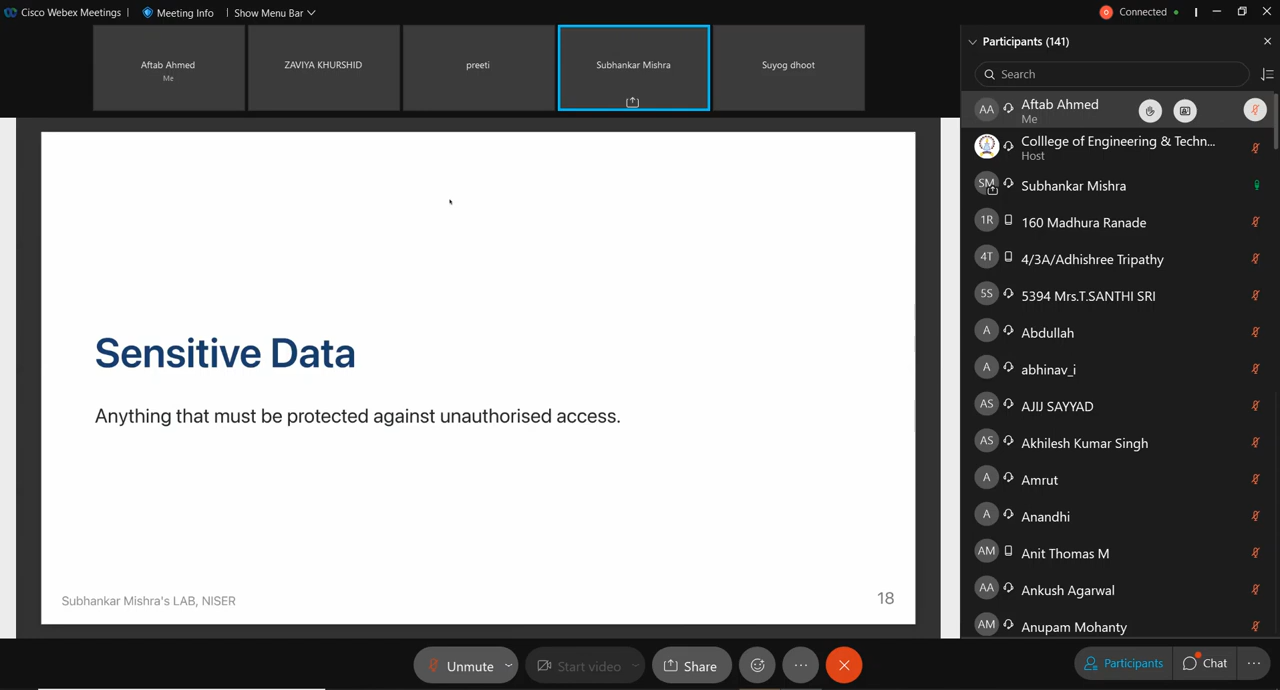 Cisco Webex Meetings
Meeting Info
Show Menu Bar
Connected
Aftab Ahmed
Me
ZAVIYA KHURSHID
preeti
Subhankar Mishra
Suyog dhoot
Sensitive Data
Anything that must be protected against unauthorised access.
Subhankar Mishra's LAB, NISER
18
Participants (141)
Search
AA Aftab Ahmed
Me
Colllege of Engineering & Techn...
Host
SM Subhankar Mishra
1R 160 Madhura Ranade
4T 4/3A/Adhishree Tripathy
5S 5394 Mrs.T.SANTHI SRI
A Abdullah
A abhinav_i
AS AJIJ SAYYAD
AS Akhilesh Kumar Singh
A Amrut
A Anandhi
AM Anit Thomas M
AA Ankush Agarwal
AM Anupam Mohanty
Unmute
Start video
Share
Participants
Chat